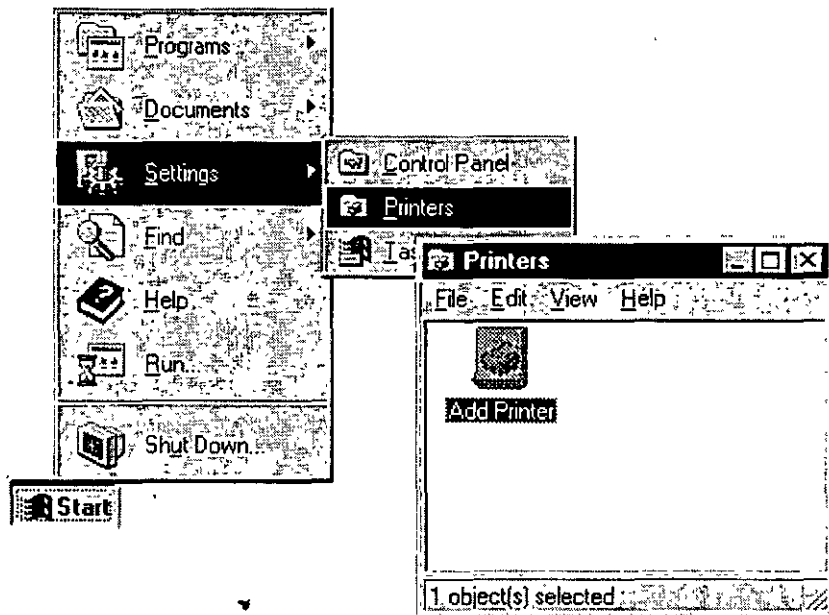 Programs
Documents
Settings
Find
Help
Run...
Shut Down...
Start
Control Panel
Printers
Printers
File Edit View Help
Add Printer
1 object(s) selected